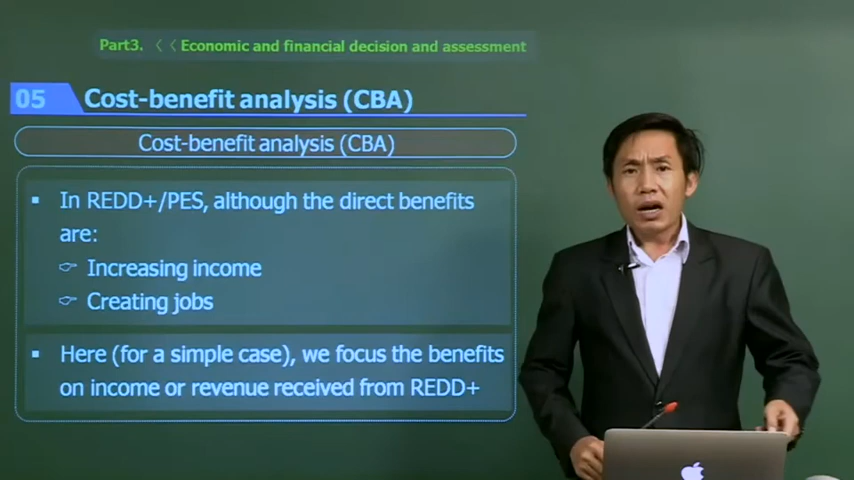 Part3. 〈〈 Economic and financial decision and assessment
05 Cost-benefit analysis (CBA)
Cost-benefit analysis (CBA)
▪ In REDD+/PES, although the direct benefits
are:
☞ Increasing income
☞ Creating jobs
▪ Here (for a simple case), we focus the benefits
on income or revenue received from REDD+